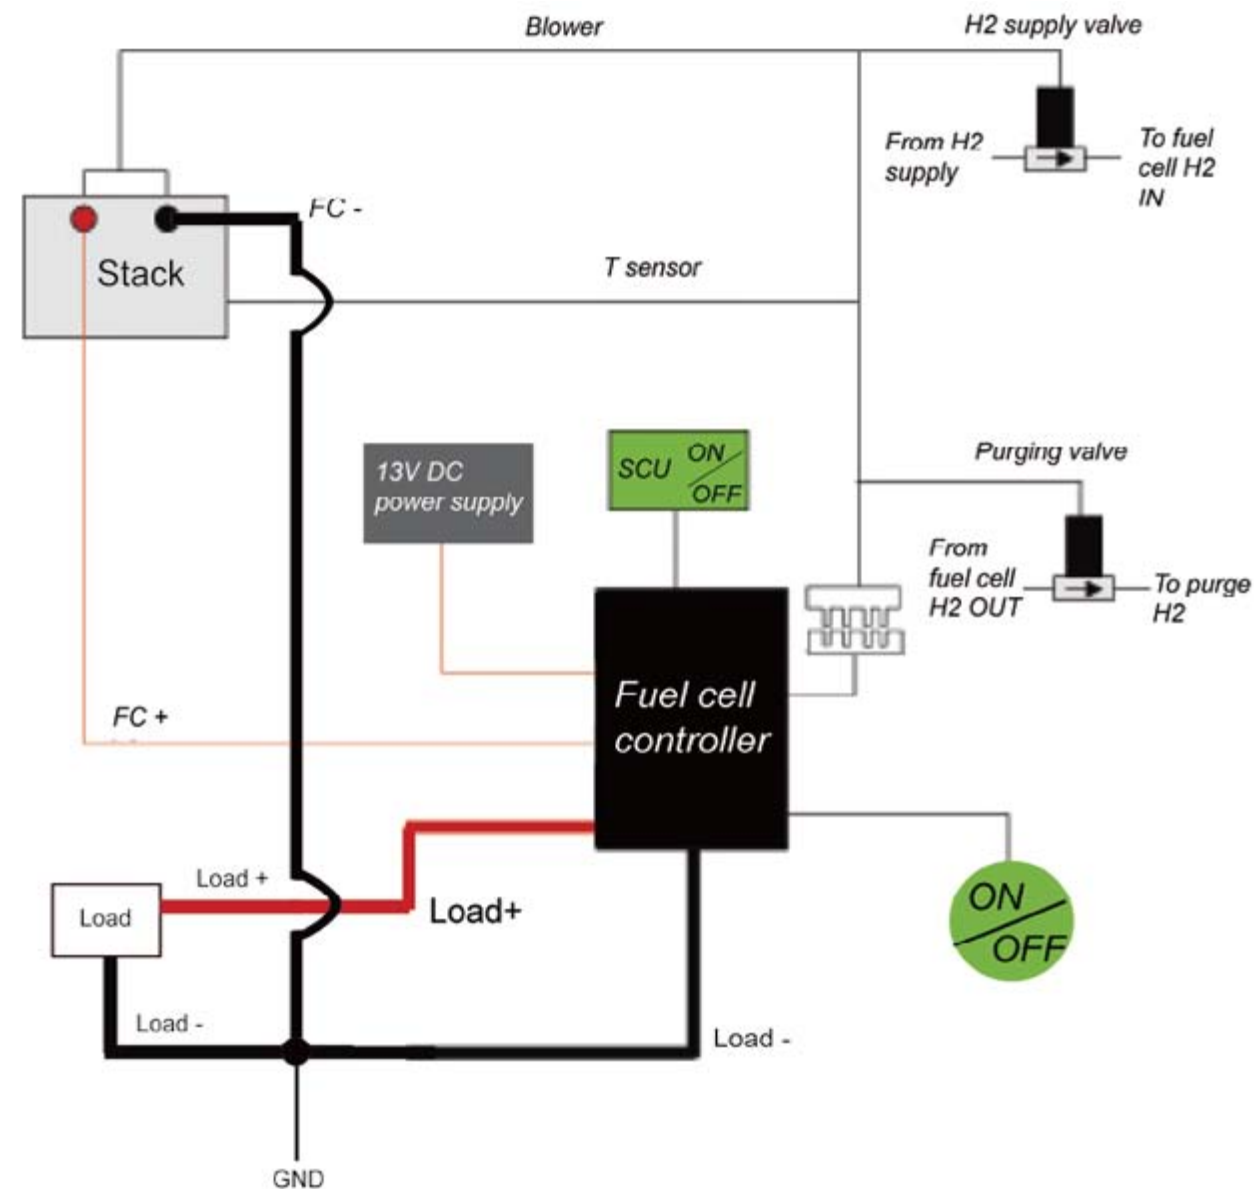 Blower
H2 supply valve
From H2
supply
To fuel
cell H2
IN
FC -
Stack
T sensor
13V DC
power supply
SCU ON
OFF
Purging valve
From
fuel cell
H2 OUT
To purge
H2
Fuel cell
controller
FC +
Load +
Load
Load+
ON
OFF
Load -
Load -
GND